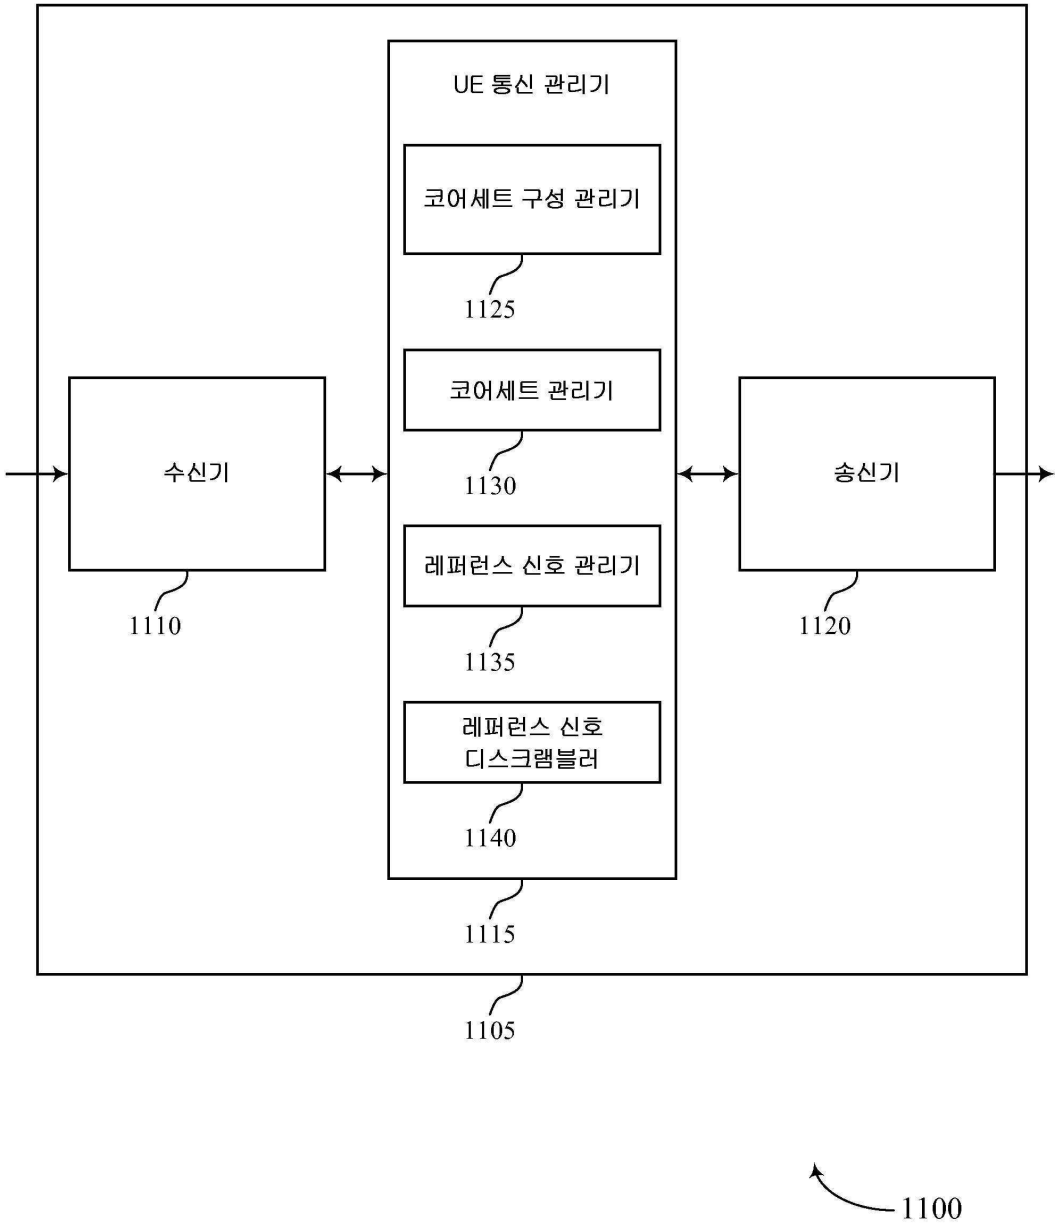 UE 통신 관리기
코어세트 구성 관리기
1125
코어세트 관리기
1130
수신기
1110
송신기
1120
레퍼런스 신호 관리기
1135
레퍼런스 신호
디스크램블러
1140
1115
1105
1100